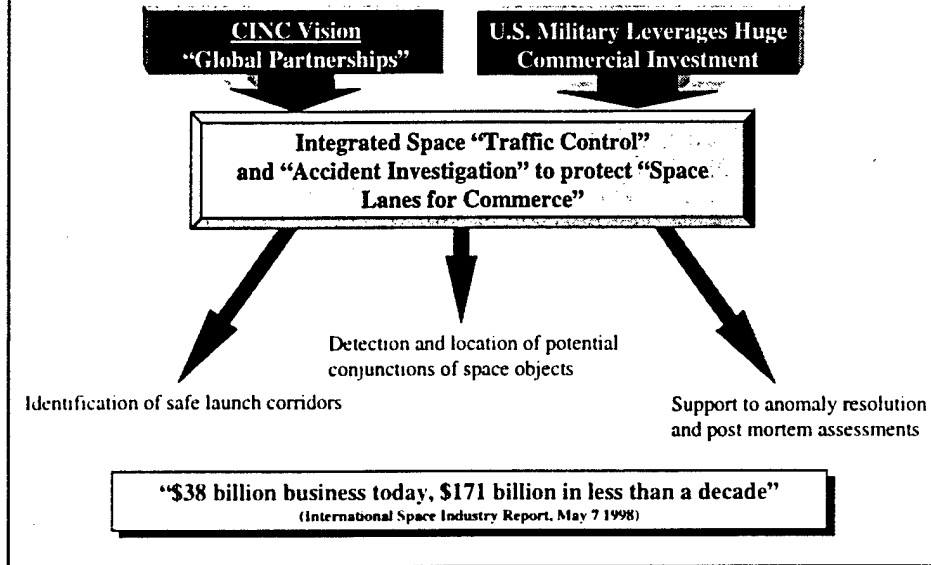 CINC Vision
“Global Partnerships”
U.S. Military Leverages Huge
Commercial Investment
Integrated Space “Traffic Control”
and “Accident Investigation” to protect “Space
Lanes for Commerce”
Detection and location of potential
conjunctions of space objects
Identification of safe launch corridors
Support to anomaly resolution
and post mortem assessments
“$38 billion business today, $171 billion in less than a decade”
(International Space Industry Report, May 7 1998)